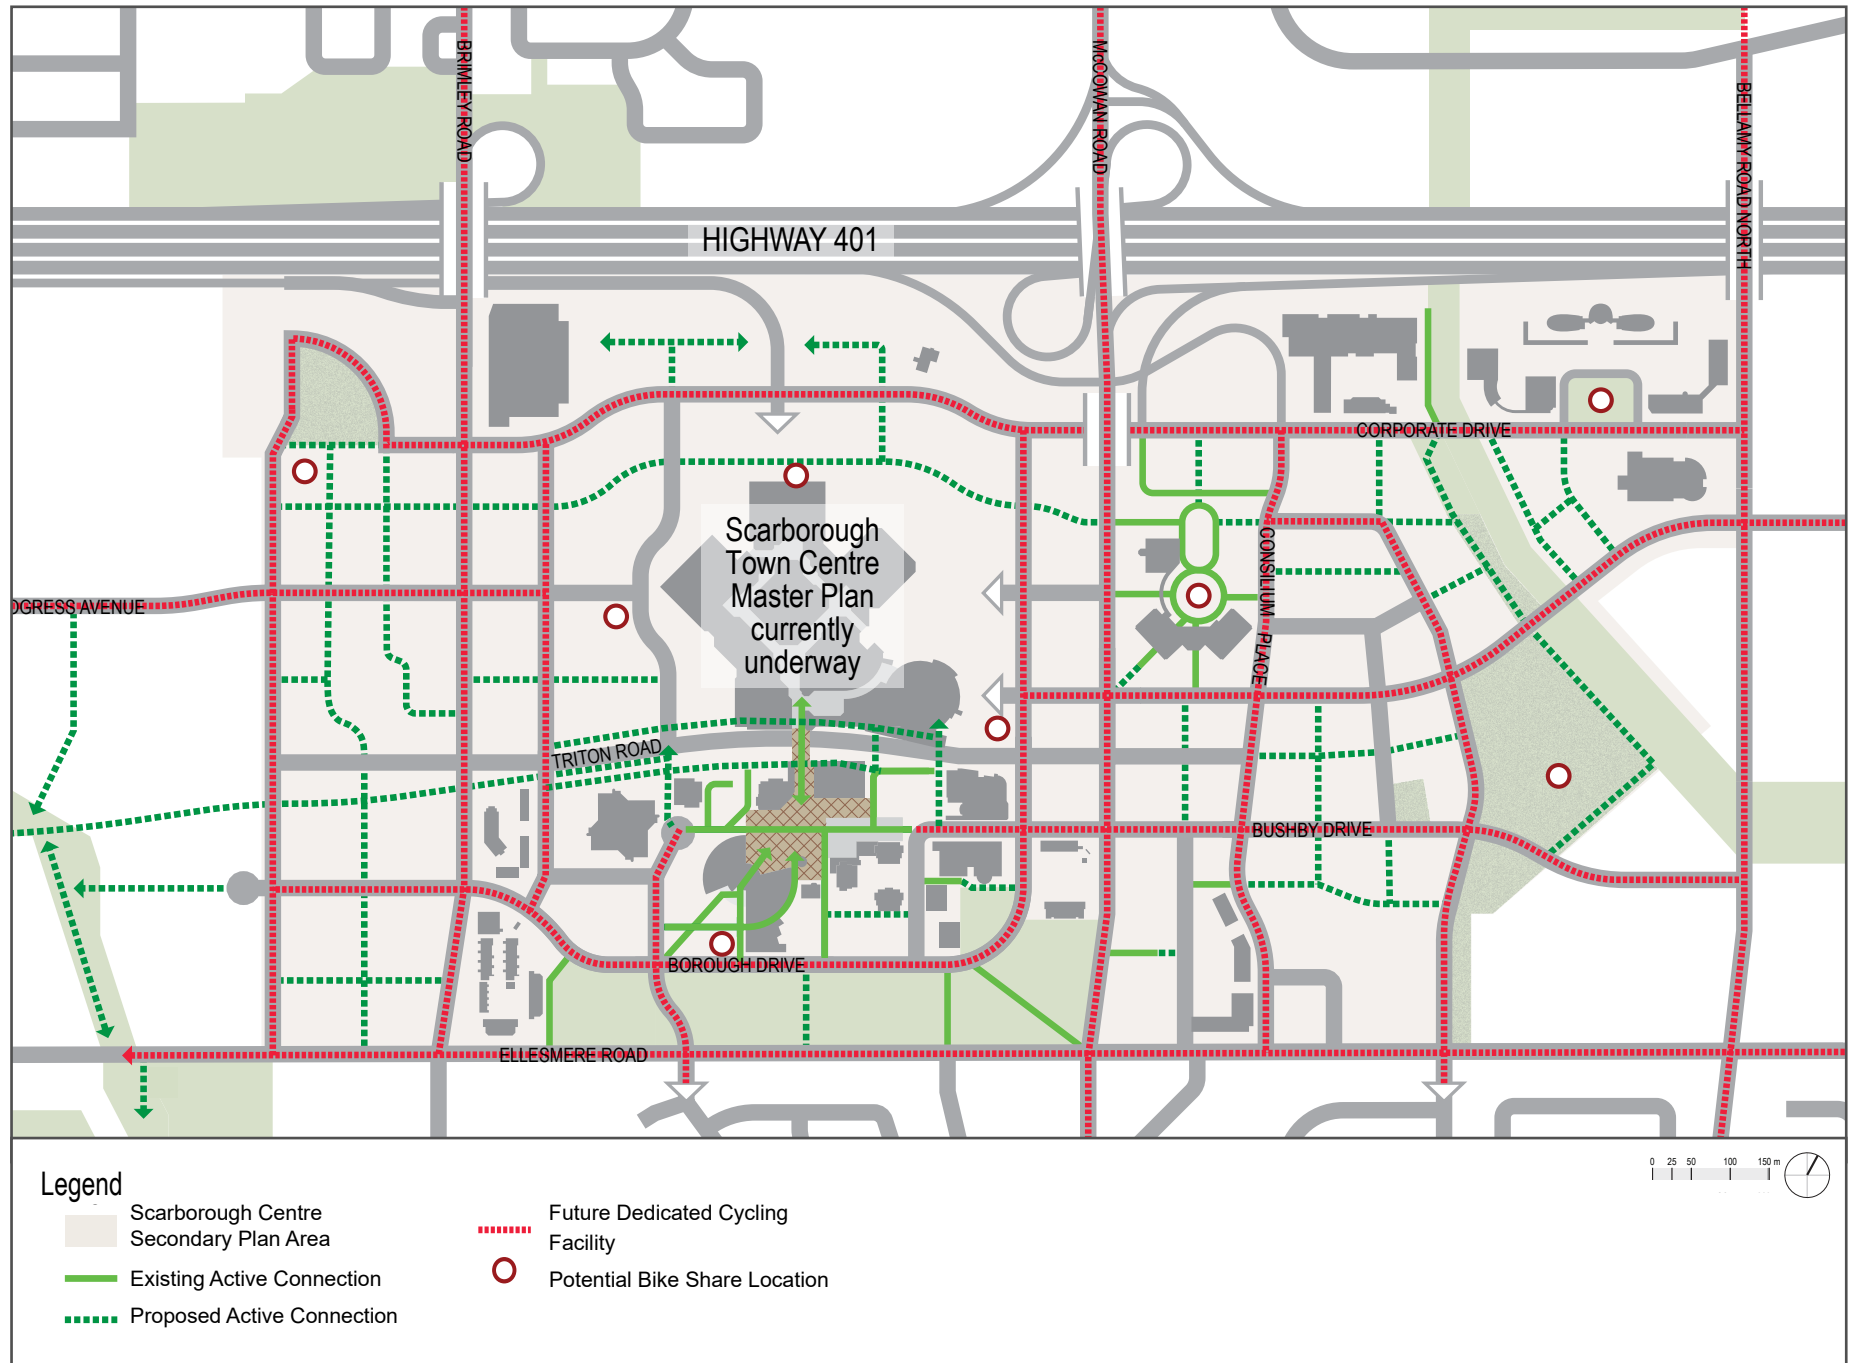 BRIMLEY ROAD
McCOWAN ROAD
BELLAMY ROAD NORTH
HIGHWAY 401
CORPORATE DRIVE
Scarborough
Town Centre
Master Plan
currently
underway
CONSILIUM PLACE
OGRESS AVENUE
TRITON ROAD
BUSHBY DRIVE
BOROUGH DRIVE
ELLESMERE ROAD
Legend
Scarborough Centre
Secondary Plan Area
Existing Active Connection
Proposed Active Connection
Future Dedicated Cycling
Facility
Potential Bike Share Location
0 25 50 100 150 m